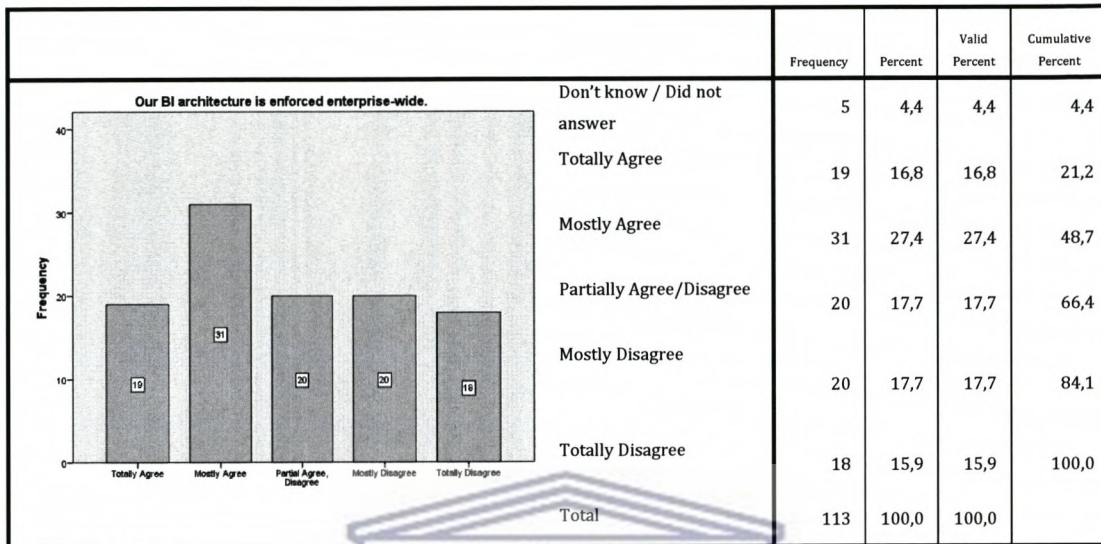 Frequency Percent Valid Percent Cumulative Percent
Our BI architecture is enforced enterprise-wide.
Frequency
40
30
20
10
0
19
31
20
20
18
Totally Agree
Mostly Agree
Partial Agree, Disagree
Mostly Disagree
Totally Disagree
Don't know / Did not answer 5 4,4 4,4 4,4
Totally Agree 19 16,8 16,8 21,2
Mostly Agree 31 27,4 27,4 48,7
Partially Agree/Disagree 20 17,7 17,7 66,4
Mostly Disagree 20 17,7 17,7 84,1
Totally Disagree 18 15,9 15,9 100,0
Total 113 100,0 100,0